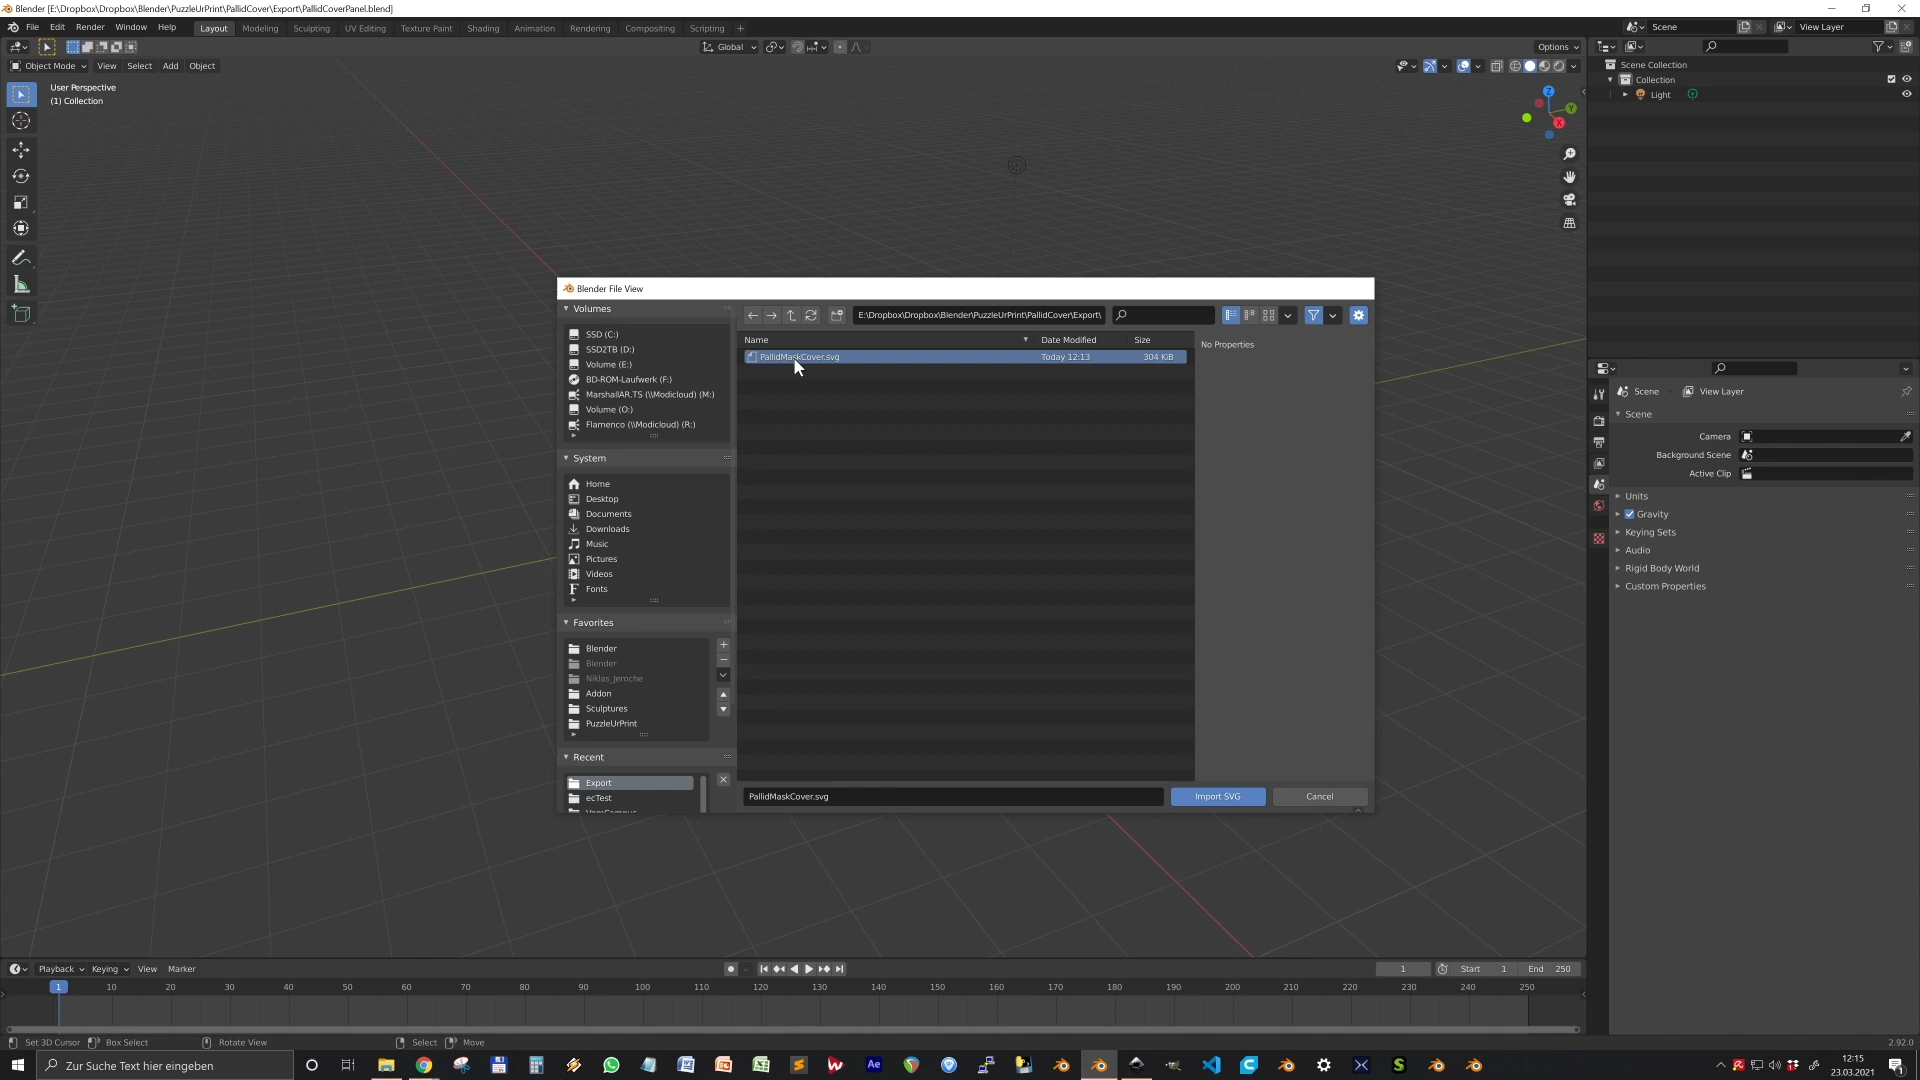 Blender [E:\Dropbox\Dropbox\Blender\PuzzleUrPrint\PallidCover\Export\PallidCoverPanel.blend]
File Edit Render Window Help Layout Modeling Sculpting UV Editing Texture Paint Shading Animation Rendering Compositing Scripting + Scene View Layer
Global Options
Object Mode View Select Add Object
User Perspective
(1) Collection
Scene Collection
Collection
Light
Z
Y
X
Blender File View
Volumes
SSD (C:)
SSD2TB (D:)
Volume (E:)
BD-ROM-Laufwerk (F:)
MarshallAR.TS (\\Modicloud) (M:)
Volume (O:)
Flamenco (\\Modicloud) (R:)
System
Home
Desktop
Documents
Downloads
Music
Pictures
Videos
Fonts
Favorites
Blender
Blender
Niklas_Jeroche
Addon
Sculptures
PuzzleUrPrint
Recent
Export
ecTest
E:\Dropbox\Dropbox\Blender\PuzzleUrPrint\PallidCover\Export\
Name Date Modified Size
PallidMaskCover.svg Today 12:13 304 KiB
No Properties
PallidMaskCover.svg Import SVG Cancel
Scene View Layer
Scene
Camera
Background Scene
Active Clip
Units
Gravity
Keying Sets
Audio
Rigid Body World
Custom Properties
Playback Keying View Marker 1 Start 1 End 250
1 10 20 30 40 50 60 70 80 90 100 110 120 130 140 150 160 170 180 190 200 210 220 230 240 250
Set 3D Cursor Box Select Rotate View Select Move 2.92.0
Zur Suche Text hier eingeben
12:15
23.03.2021